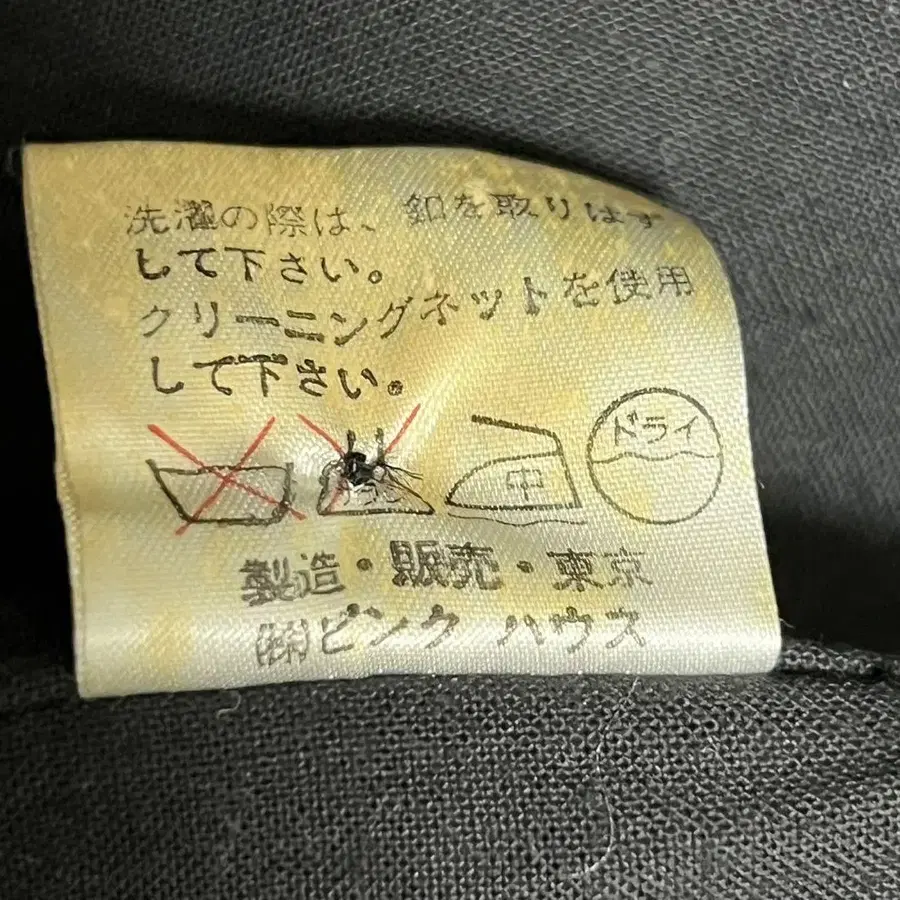 洗濯の際は、釦を取りはず
して下さい。
クリーニングネットを使用
して下さい。
中 ドライ
製造・販売・東京
㈱ピンク ハウス